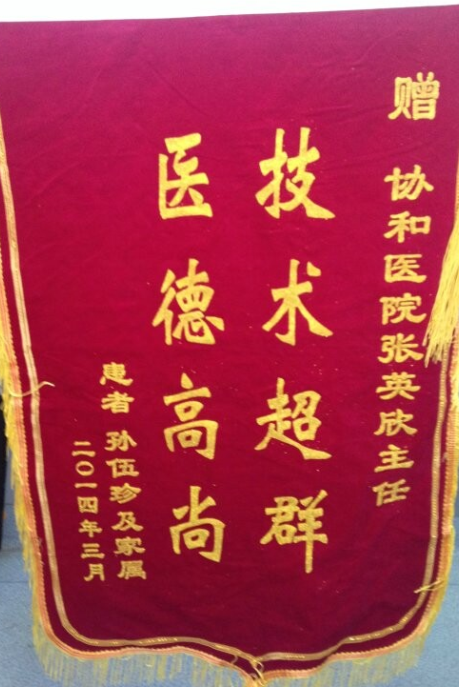 赠 协和医院张英欣主任
技术超群
医德高尚
患者 孙伍珍及家属
二〇一四年三月